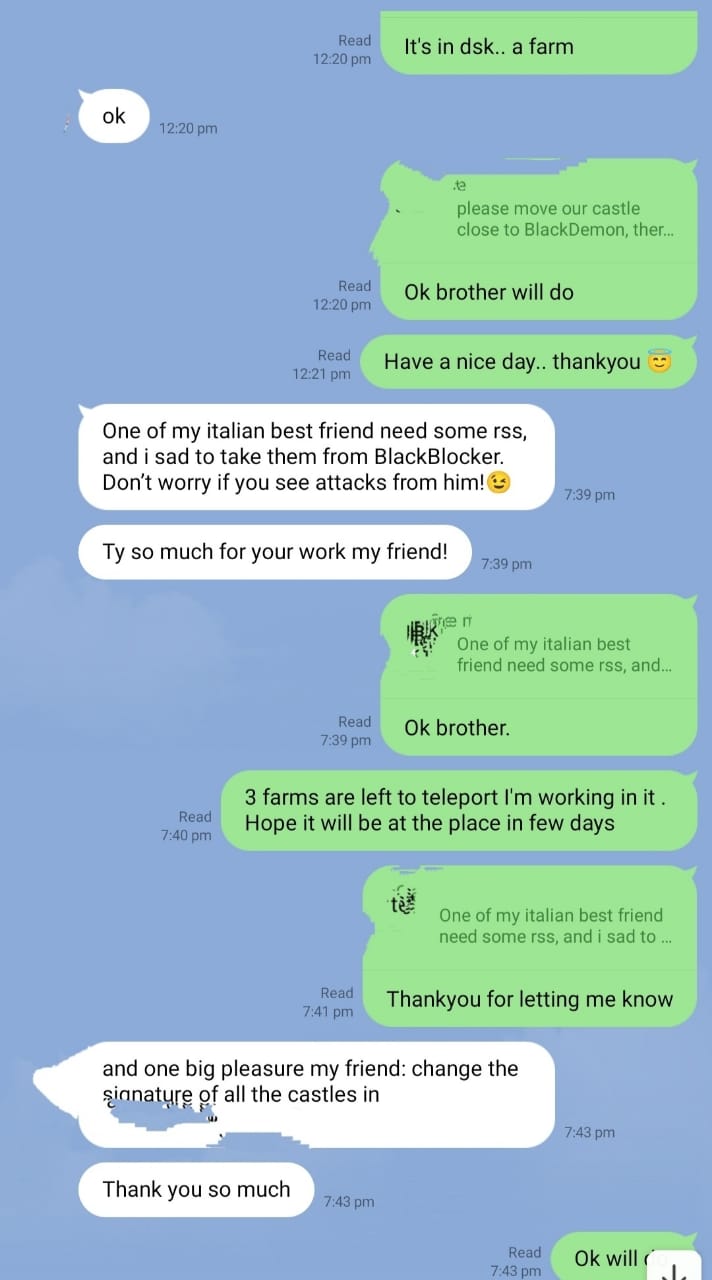 It's in dsk.. a farm
Read
12:20 pm
ok
12:20 pm
please move our castle
close to BlackDemon, ther...
Ok brother will do
Read
12:20 pm
Have a nice day.. thankyou 😇
Read
12:21 pm
One of my italian best friend need some rss,
and i sad to take them from BlackBlocker.
Don't worry if you see attacks from him!😉
7:39 pm
Ty so much for your work my friend!
7:39 pm
One of my italian best
friend need some rss, and...
Ok brother.
Read
7:39 pm
3 farms are left to teleport I'm working in it .
Hope it will be at the place in few days
Read
7:40 pm
One of my italian best friend
need some rss, and i sad to ...
Thankyou for letting me know
Read
7:41 pm
and one big pleasure my friend: change the
signature of all the castles in
7:43 pm
Thank you so much
7:43 pm
Ok will
Read
7:43 pm